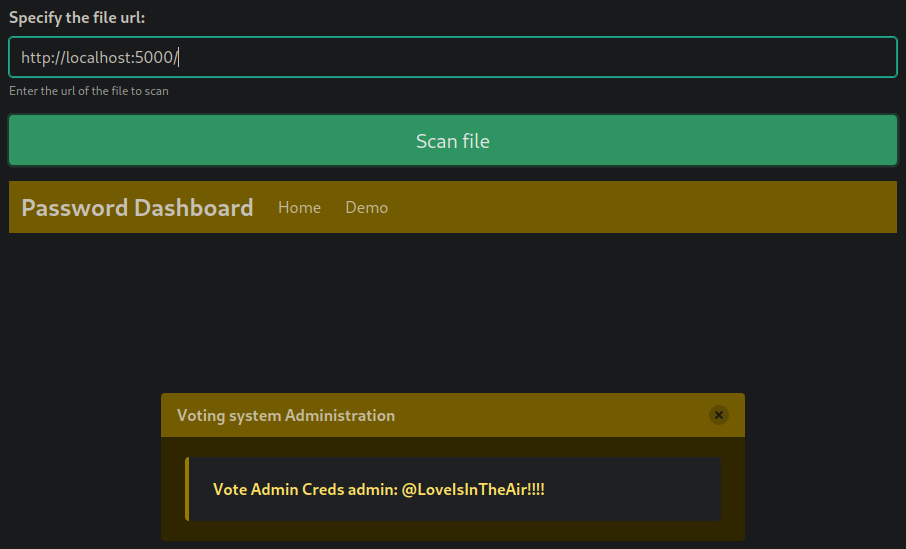 Specify the file url:
http://localhost:5000/
Enter the url of the file to scan
Scan file
Password Dashboard Home Demo
Voting system Administration
Vote Admin Creds admin: @LoveIsInTheAir!!!!